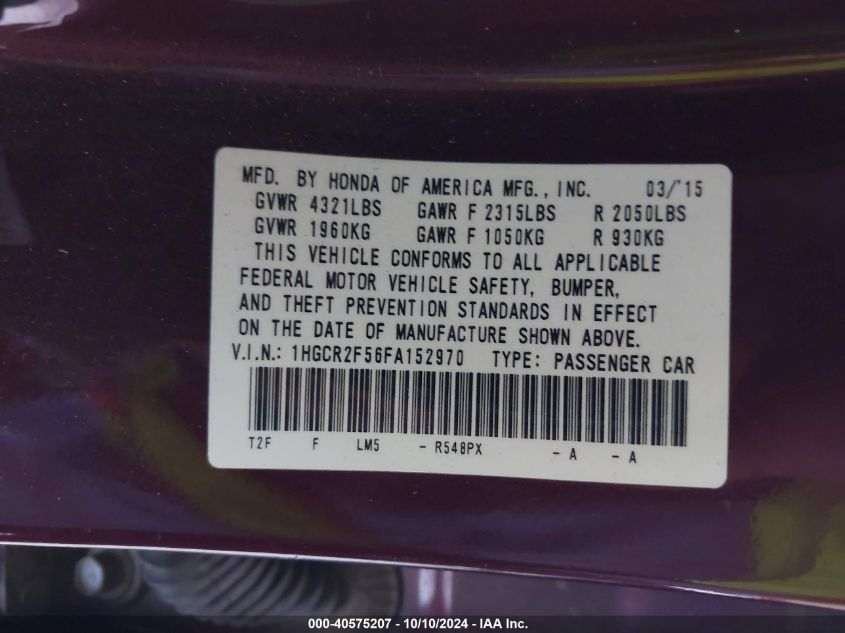 MFD. BY HONDA OF AMERICA MFG., INC. 03/'15
GVWR 4321LBS GAWR F 2315LBS R 2050LBS
GVWR 1960KG GAWR F 1050KG R 930KG
THIS VEHICLE CONFORMS TO ALL APPLICABLE
FEDERAL MOTOR VEHICLE SAFETY, BUMPER,
AND THEFT PREVENTION STANDARDS IN EFFECT
ON THE DATE OF MANUFACTURE SHOWN ABOVE.
V.I.N.: 1HGCR2F56FA152970 TYPE: PASSENGER CAR
T2F F LM5 - R548PX - A - A
000-40575207 - 10/10/2024 - IAA Inc.